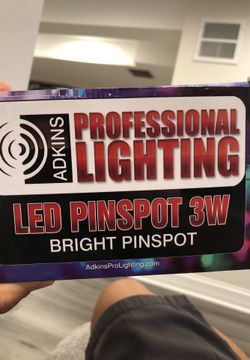 ADKINS
PROFESSIONAL
LIGHTING
LED PINSPOT 3W
BRIGHT PINSPOT
AdkinsProLighting.com